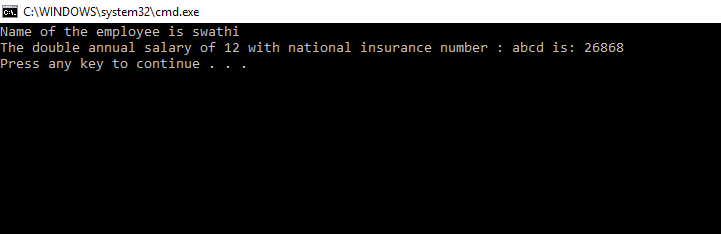 C:\WINDOWS\system32\cmd.exe
Name of the employee is swathi
The double annual salary of 12 with national insurance number : abcd is: 26868
Press any key to continue . . .